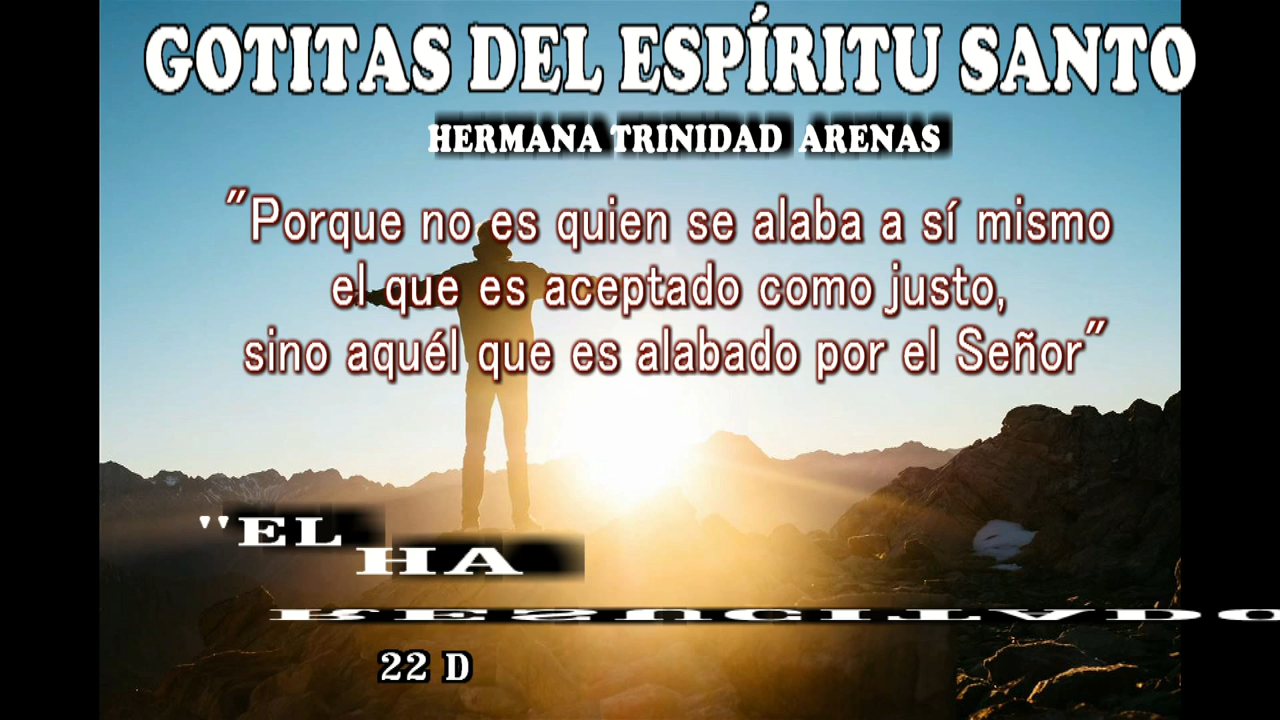 GOTITAS DEL ESPÍRITU SANTO
HERMANA TRINIDAD ARENAS
"Porque no es quien se alaba a sí mismo
el que es aceptado como justo,
sino aquél que es alabado por el Señor"
"EL
HA
RESUCITADO
22 D